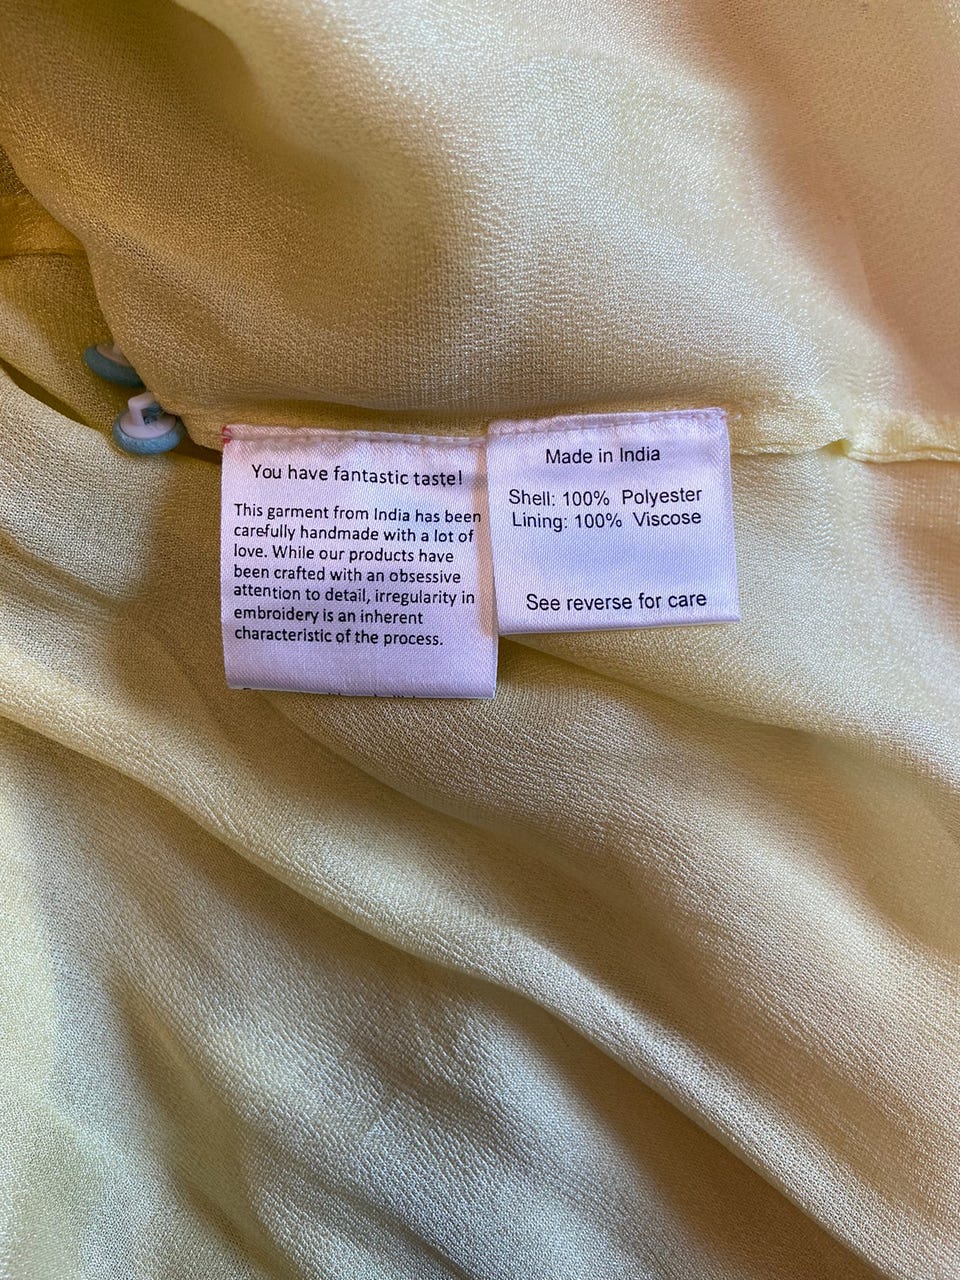 You have fantastic taste!
This garment from India has been
carefully handmade with a lot of
love. While our products have
been crafted with an obsessive
attention to detail, irregularity in
embroidery is an inherent
characteristic of the process.
Made in India
Shell: 100% Polyester
Lining: 100% Viscose
See reverse for care